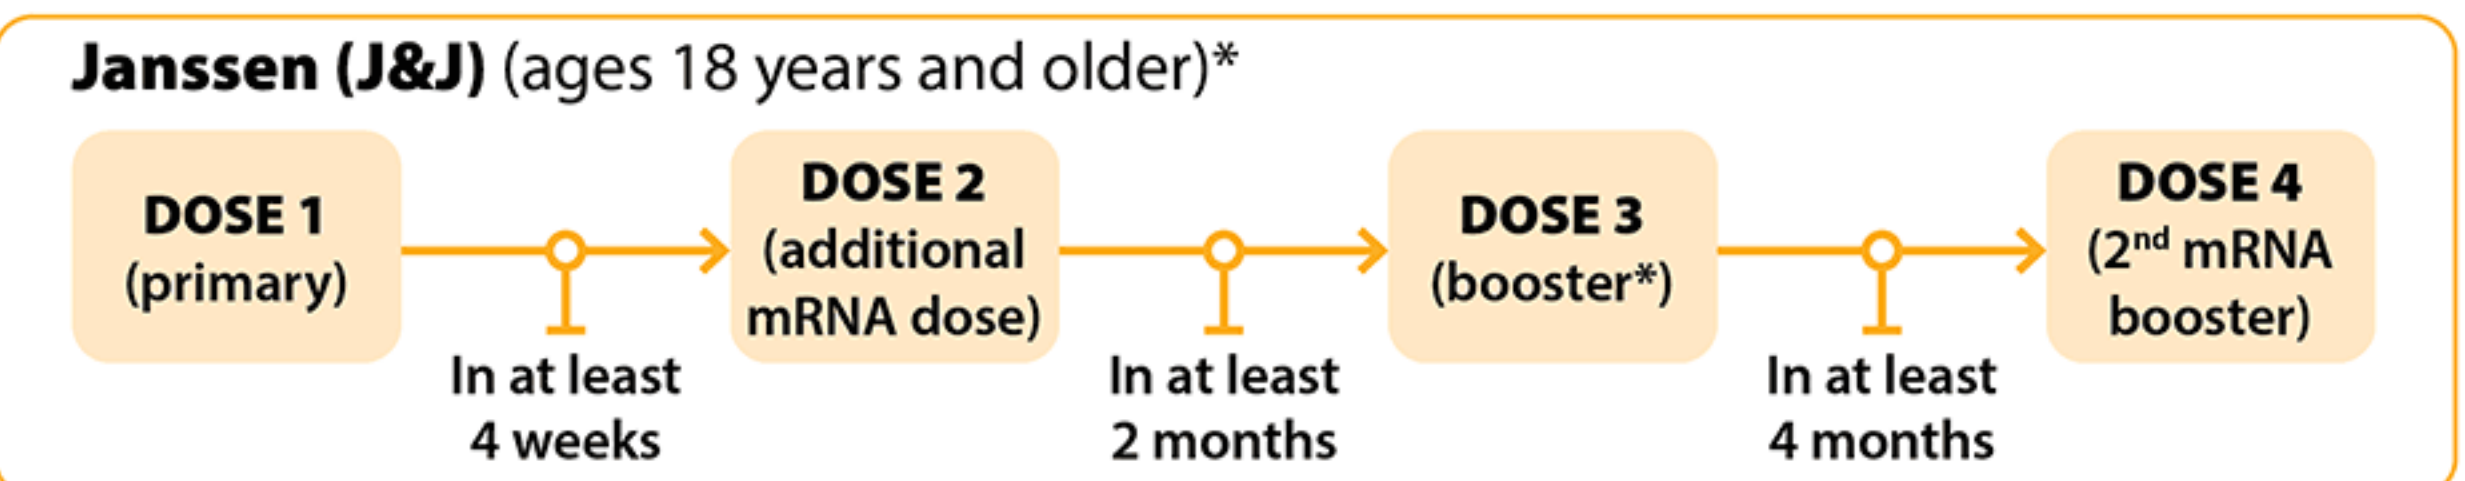 Janssen (J&J) (ages 18 years and older)*
DOSE 1
(primary)
In at least
4 weeks
DOSE 2
(additional
mRNA dose)
In at least
2 months
DOSE 3
(booster*)
In at least
4 months
DOSE 4
(2nd mRNA
booster)